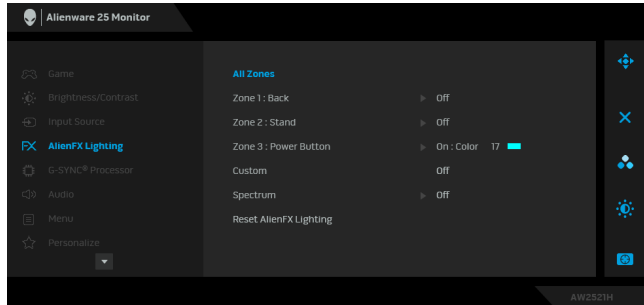 Alienware 25 Monitor
Game
Brightness/Contrast
Input Source
FX AlienFX Lighting
G-SYNC® Processor
Audio
Menu
Personalize
All Zones
Zone 1 : Back Off
Zone 2 : Stand Off
Zone 3 : Power Button On : Color 17
Custom Off
Spectrum Off
Reset AlienFX Lighting
AW2521H